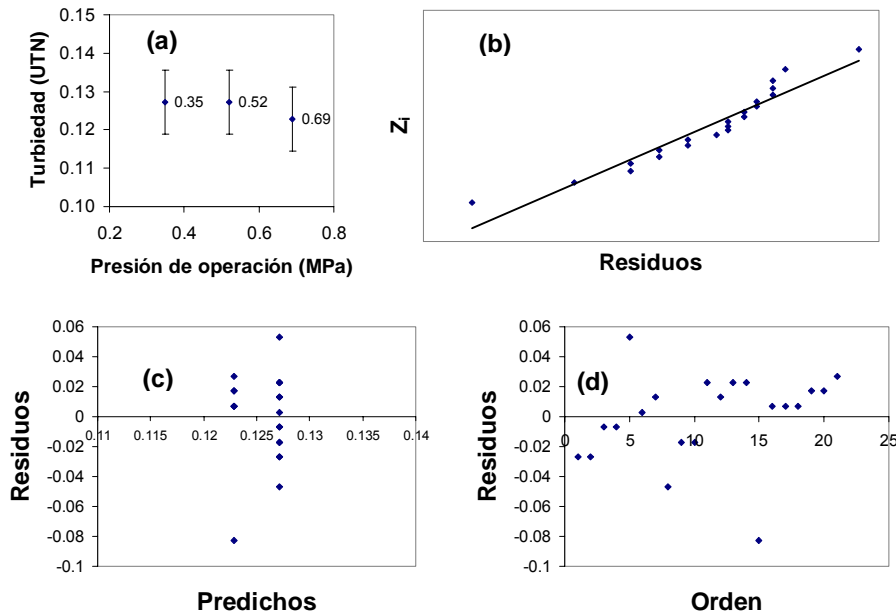 (a)
Turbiedad (UTN)
0.15
0.14
0.13
0.12
0.11
0.10
0.35
0.52
0.69
0.2 0.4 0.6 0.8
Presión de operación (MPa)
(b)
Zi
Residuos
(c)
Residuos
0.06
0.04
0.02
0
-0.02
-0.04
-0.06
-0.08
-0.1
0.11 0.115 0.12 0.125 0.13 0.135 0.14
Predichos
(d)
Residuos
0.06
0.04
0.02
0
-0.02
-0.04
-0.06
-0.08
-0.1
0 5 10 15 20 25
Orden